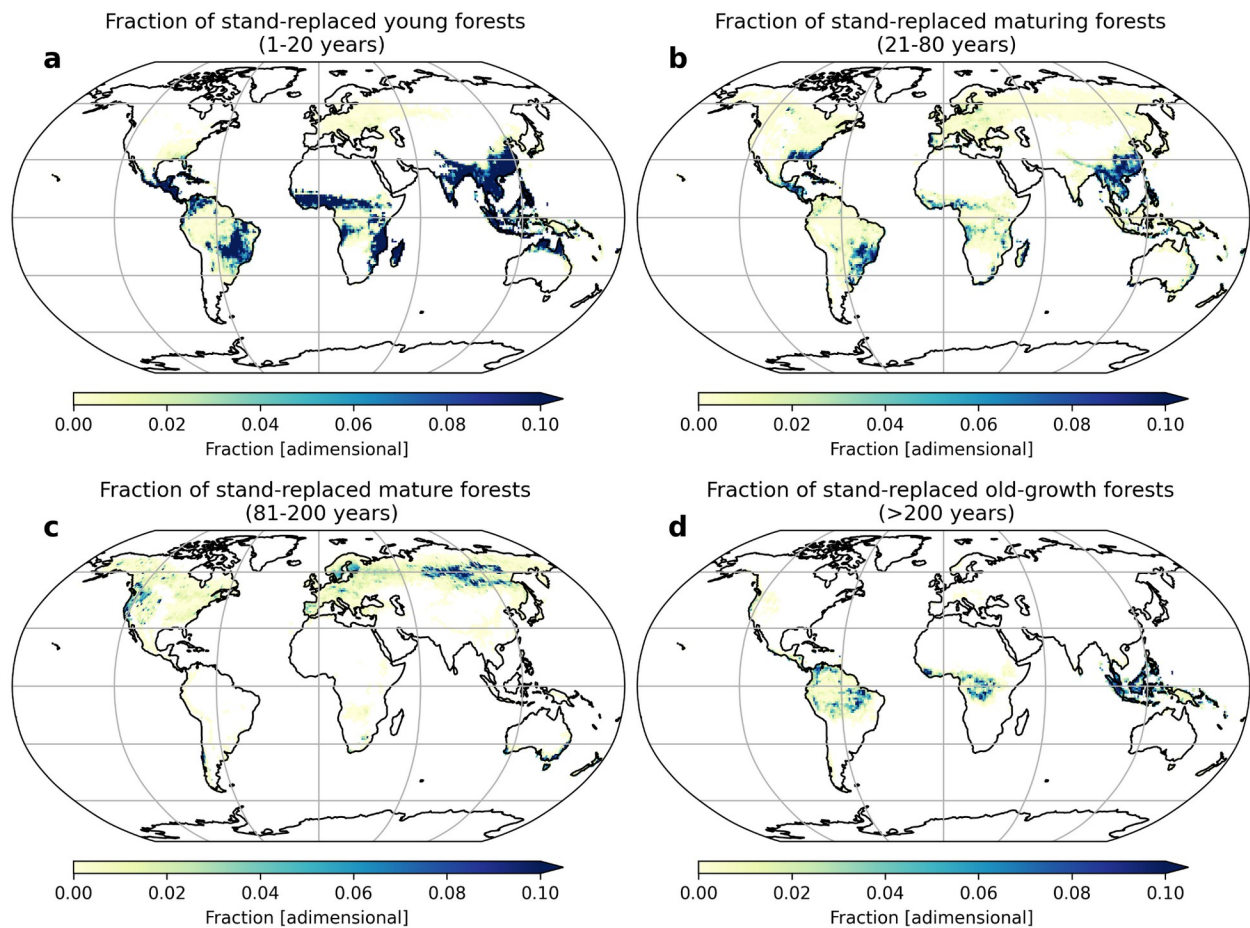 Fraction of stand-replaced young forests
(1-20 years)
a
0.00 0.02 0.04 0.06 0.08 0.10
Fraction [adimensional]
Fraction of stand-replaced maturing forests
(21-80 years)
b
0.00 0.02 0.04 0.06 0.08 0.10
Fraction [adimensional]
Fraction of stand-replaced mature forests
(81-200 years)
c
0.00 0.02 0.04 0.06 0.08 0.10
Fraction [adimensional]
Fraction of stand-replaced old-growth forests
(>200 years)
d
0.00 0.02 0.04 0.06 0.08 0.10
Fraction [adimensional]